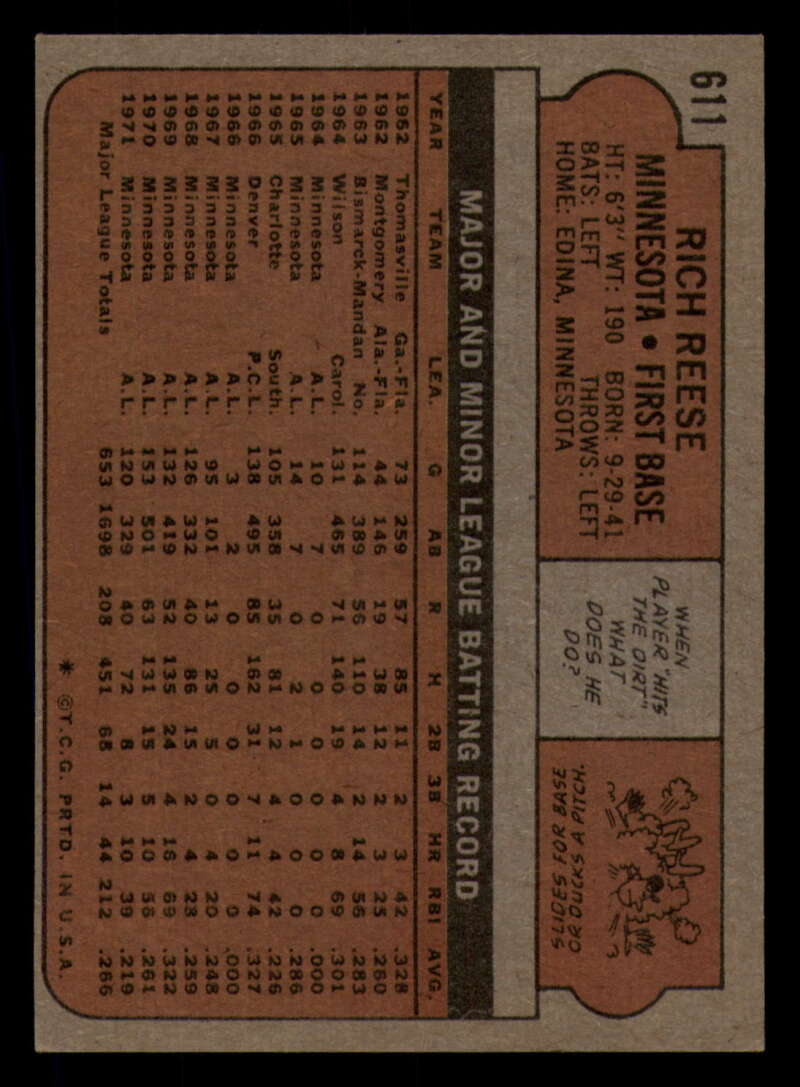 611
RICH REESE
MINNESOTA • FIRST BASE
HT: 6'3" WT: 190 BORN: 9-29-41
BATS: LEFT THROWS: LEFT
HOME: EDINA, MINNESOTA
WHEN
PLAYER "HITS
THE DIRT"
WHAT
DOES HE
DO?
SLIDES FOR BASE
OR DUCKS A PITCH.
MAJOR AND MINOR LEAGUE BATTING RECORD
YEAR TEAM LEA. G AB R H 2B 3B HR RBI AVG.
1962 Thomasville Ga.-Fla. 73 259 57 85 11 2 3 42 .328
1962 Montgomery Ala.-Fla. 44 146 19 38 12 2 3 25 .260
1963 Bismarck-Mandan No. 114 389 56 110 14 2 14 56 .283
1964 Wilson Carol. 131 465 71 140 19 4 8 69 .301
1964 Minnesota A.L. 10 7 0 0 0 0 0 0 .000
1965 Minnesota A.L. 14 7 0 2 1 0 0 0 .286
1965 Charlotte South. 105 358 35 81 12 4 4 42 .226
1966 Denver P.C.L. 138 495 85 162 31 7 11 74 .327
1966 Minnesota A.L. 3 2 0 0 0 0 0 0 .000
1967 Minnesota A.L. 95 101 13 25 5 0 4 20 .248
1968 Minnesota A.L. 126 332 40 86 15 2 4 28 .259
1969 Minnesota A.L. 132 419 52 135 24 4 16 69 .322
1970 Minnesota A.L. 153 501 63 131 15 5 10 56 .261
1971 Minnesota A.L. 120 329 40 72 8 3 10 39 .219
Major League Totals 653 1698 208 451 68 14 44 212 .266
* ©T.C.G. PRTD. IN U.S.A.